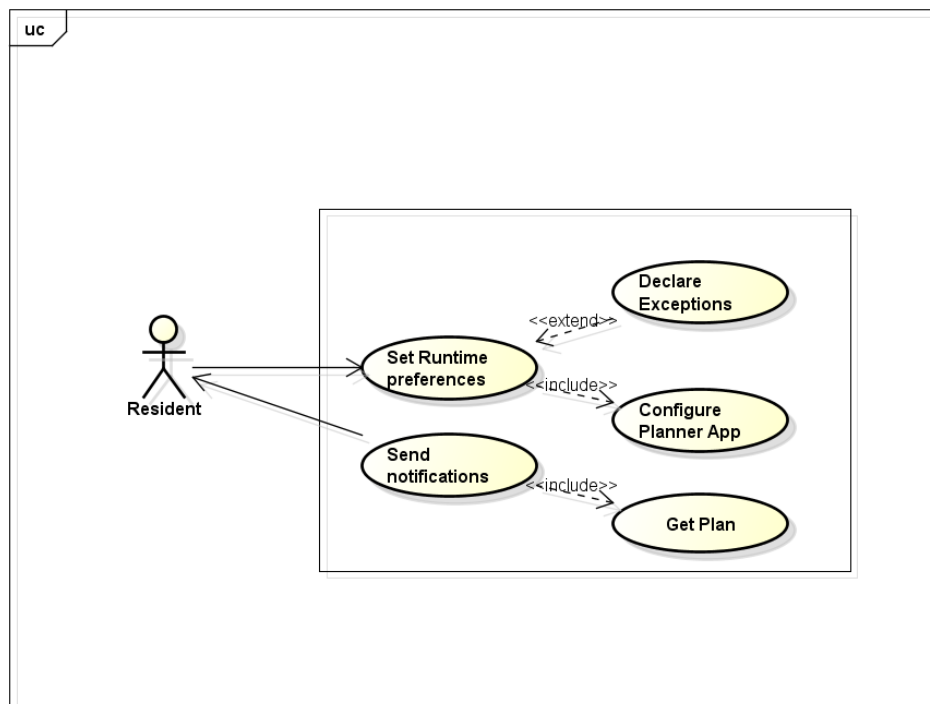 uc
Declare
Exceptions
<<extend>>
Set Runtime
preferences
<<include>>
Configure
Planner App
Resident
Send
notifications
<<include>>
Get Plan